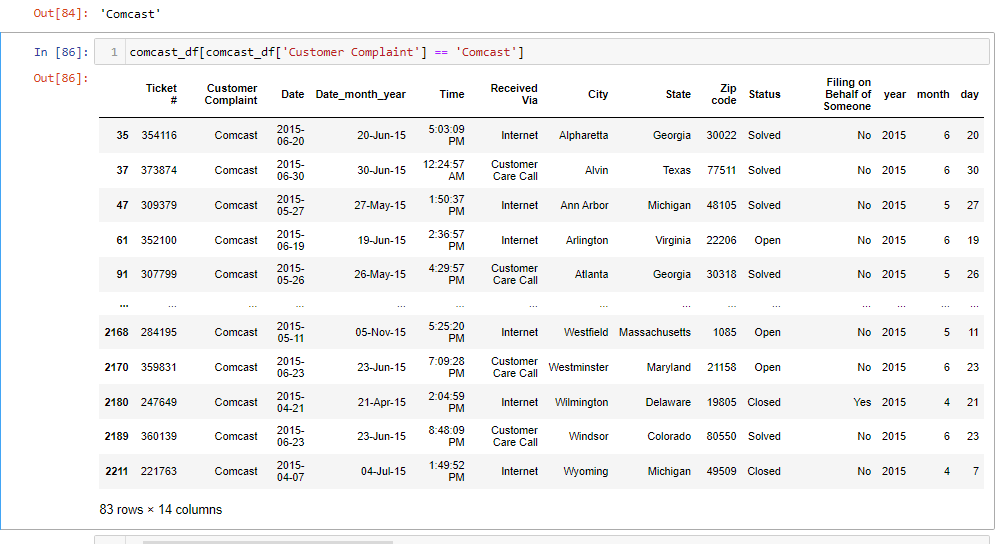 Out[84]: 'Comcast'
In [86]: 1 comcast_df[comcast_df['Customer Complaint'] == 'Comcast']
Out[86]:
Ticket # Customer Complaint Date Date_month_year Time Received Via City State Zip code Status Filing on Behalf of Someone year month day
35 354116 Comcast 2015-06-20 20-Jun-15 5:03:09 PM Internet Alpharetta Georgia 30022 Solved No 2015 6 20
37 373874 Comcast 2015-06-30 30-Jun-15 12:24:57 AM Customer Care Call Alvin Texas 77511 Solved No 2015 6 30
47 309379 Comcast 2015-05-27 27-May-15 1:50:37 PM Internet Ann Arbor Michigan 48105 Solved No 2015 5 27
61 352100 Comcast 2015-06-19 19-Jun-15 2:36:57 PM Internet Arlington Virginia 22206 Open No 2015 6 19
91 307799 Comcast 2015-05-26 26-May-15 4:29:57 PM Customer Care Call Atlanta Georgia 30318 Solved No 2015 5 26
... ... ... ... ... ... ... ... ... ... ... ... ... ... ...
2168 284195 Comcast 2015-05-11 05-Nov-15 5:25:20 PM Internet Westfield Massachusetts 1085 Open No 2015 5 11
2170 359831 Comcast 2015-06-23 23-Jun-15 7:09:28 PM Customer Care Call Westminster Maryland 21158 Open No 2015 6 23
2180 247649 Comcast 2015-04-21 21-Apr-15 2:04:59 PM Internet Wilmington Delaware 19805 Closed Yes 2015 4 21
2189 360139 Comcast 2015-06-23 23-Jun-15 8:48:09 PM Customer Care Call Windsor Colorado 80550 Solved No 2015 6 23
2211 221763 Comcast 2015-04-07 04-Jul-15 1:49:52 PM Internet Wyoming Michigan 49509 Closed No 2015 4 7
83 rows × 14 columns